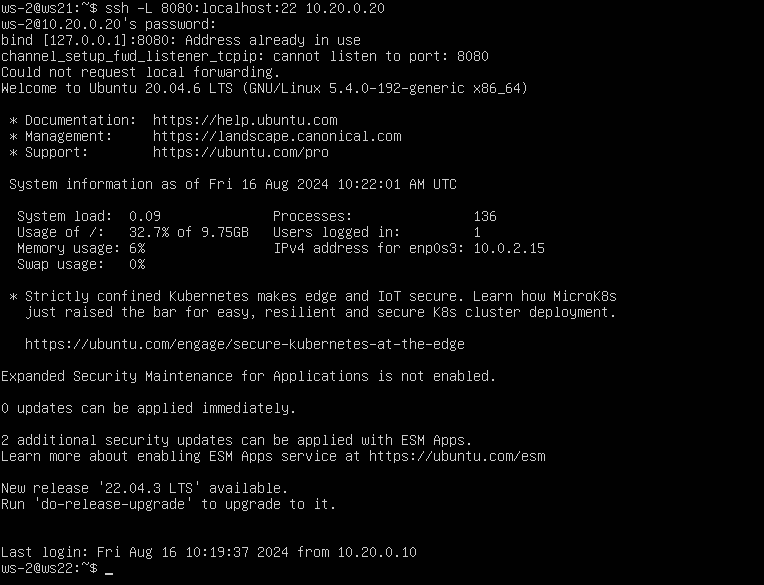 ws-2@ws21:~$ ssh -L 8080:localhost:22 10.20.0.20
ws-2@10.20.0.20's password:
bind [127.0.0.1]:8080: Address already in use
channel_setup_fwd_listener_tcpip: cannot listen to port: 8080
Could not request local forwarding.
Welcome to Ubuntu 20.04.6 LTS (GNU/Linux 5.4.0-192-generic x86_64)
* Documentation:  https://help.ubuntu.com
* Management:     https://landscape.canonical.com
* Support:        https://ubuntu.com/pro
System information as of Fri 16 Aug 2024 10:22:01 AM UTC
System load:  0.09              Processes:               136
Usage of /:   32.7% of 9.75GB   Users logged in:         1
Memory usage: 6%                IPv4 address for enp0s3: 10.0.2.15
Swap usage:   0%
* Strictly confined Kubernetes makes edge and IoT secure. Learn how MicroK8s
just raised the bar for easy, resilient and secure K8s cluster deployment.
https://ubuntu.com/engage/secure-kubernetes-at-the-edge
Expanded Security Maintenance for Applications is not enabled.
0 updates can be applied immediately.
2 additional security updates can be applied with ESM Apps.
Learn more about enabling ESM Apps service at https://ubuntu.com/esm
New release '22.04.3 LTS' available.
Run 'do-release-upgrade' to upgrade to it.
Last login: Fri Aug 16 10:19:37 2024 from 10.20.0.10
ws-2@ws22:~$ _